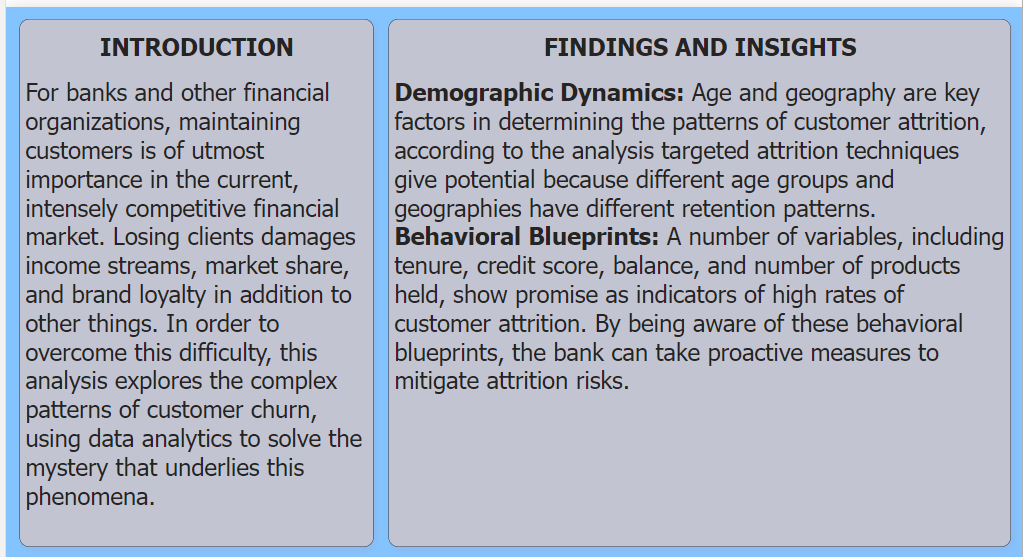 INTRODUCTION
For banks and other financial
organizations, maintaining
customers is of utmost
importance in the current,
intensely competitive financial
market. Losing clients damages
income streams, market share,
and brand loyalty in addition to
other things. In order to
overcome this difficulty, this
analysis explores the complex
patterns of customer churn,
using data analytics to solve the
mystery that underlies this
phenomena.
FINDINGS AND INSIGHTS
Demographic Dynamics: Age and geography are key
factors in determining the patterns of customer attrition,
according to the analysis targeted attrition techniques
give potential because different age groups and
geographies have different retention patterns.
Behavioral Blueprints: A number of variables, including
tenure, credit score, balance, and number of products
held, show promise as indicators of high rates of
customer attrition. By being aware of these behavioral
blueprints, the bank can take proactive measures to
mitigate attrition risks.